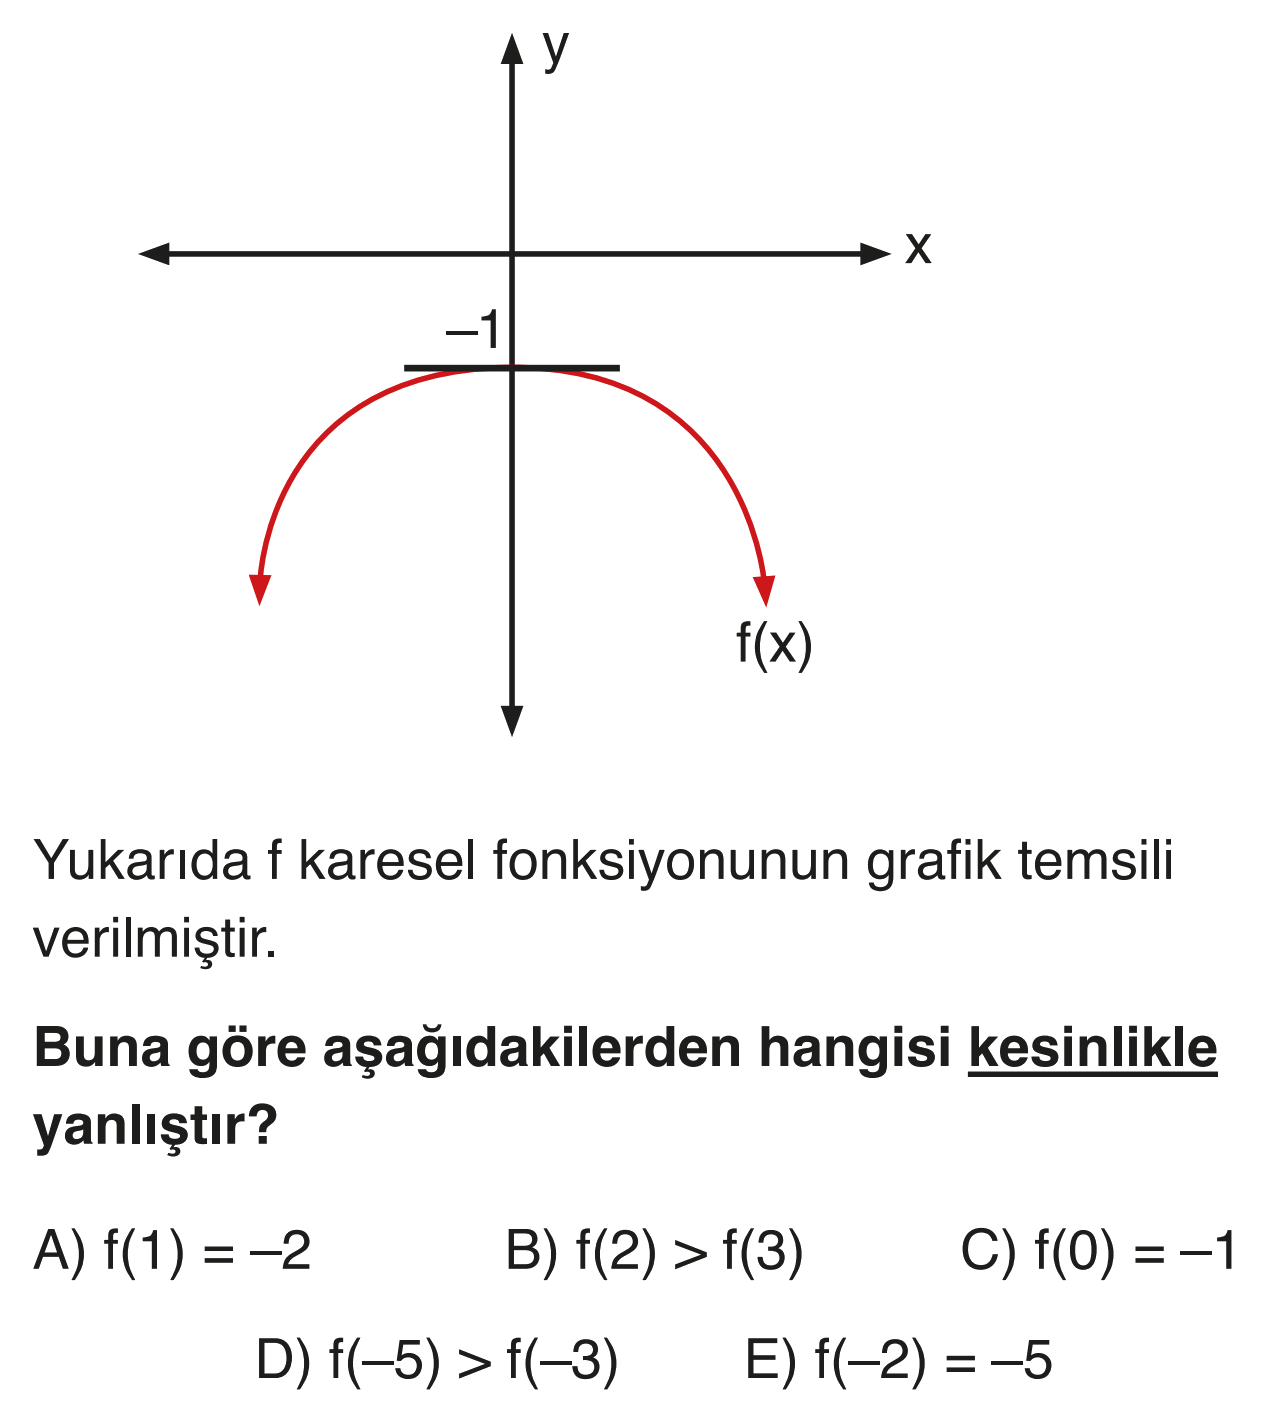 y
x
–1
f(x)
Yukarıda f karesel fonksiyonunun grafik temsili
verilmiştir.
Buna göre aşağıdakilerden hangisi kesinlikle
yanlıştır?
A) f(1) = –2 B) f(2) > f(3) C) f(0) = –1
D) f(–5) > f(–3) E) f(–2) = –5